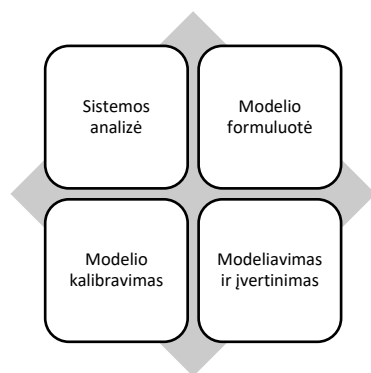 Sistemos
analizė
Modelio
formuluotė
Modelio
kalibravimas
Modeliavimas
ir įvertinimas